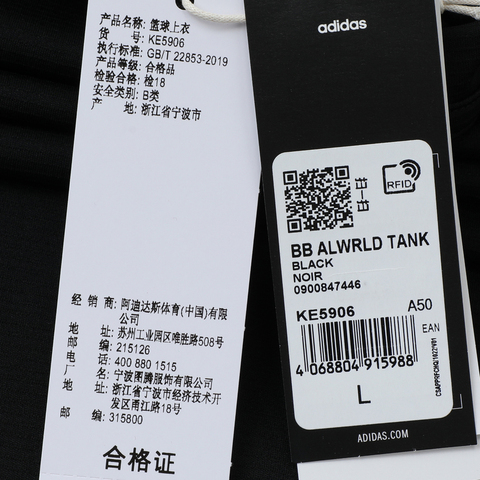 产品名称: 篮球上衣
货 号: KE5906
执行标准: GB/T 22853-2019
产品等级: 合格品
检验合格: 检18
安全类别: B类
产 地: 浙江省宁波市
经 销 商: 阿迪达斯体育(中国)有限
公司
地 址: 苏州工业园区唯胜路508号
邮 编: 215126
电 话: 400 880 1515
厂 名: 宁波图腾服饰有限公司
地 址: 浙江省宁波市经济技术开
发区甬江路18号
邮 编: 315800
合格证
adidas
RFID
BB ALWRLD TANK
BLACK
NOIR
0900847446
KE5906 A50
EAN
4 068804 915988
L
ADIDAS.COM